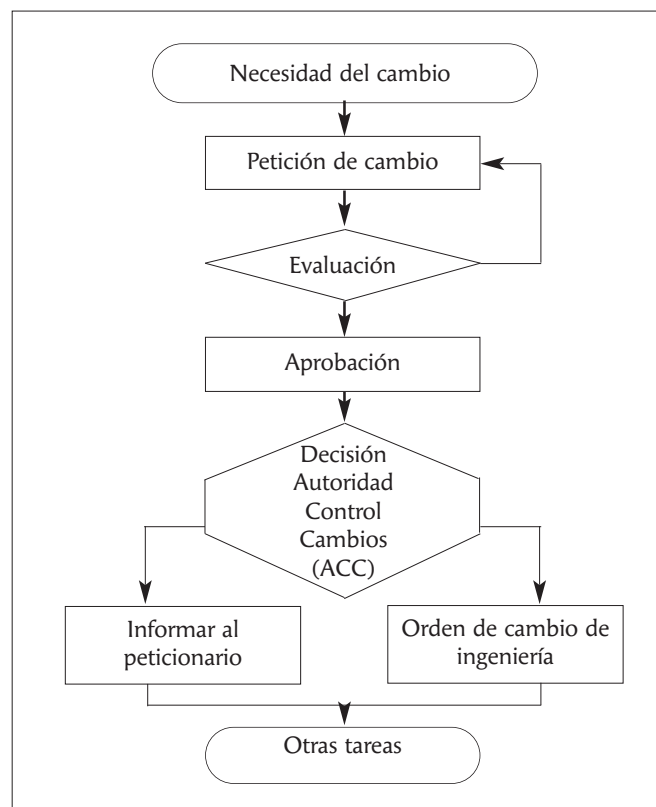 Necesidad del cambio
Petición de cambio
Evaluación
Aprobación
Decisión
Autoridad
Control
Cambios
(ACC)
Informar al
peticionario
Orden de cambio de
ingeniería
Otras tareas